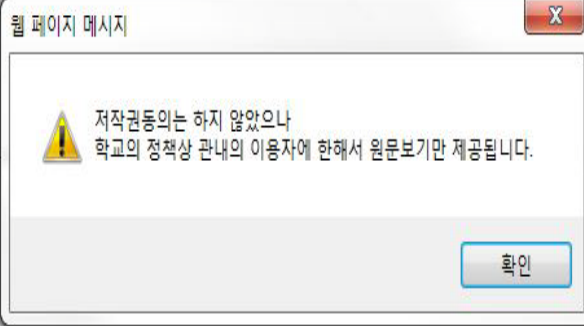 웹 페이지 메시지
저작권동의는 하지 않았으나
학교의 정책상 관내의 이용자에 한해서 원문보기만 제공됩니다.
확인